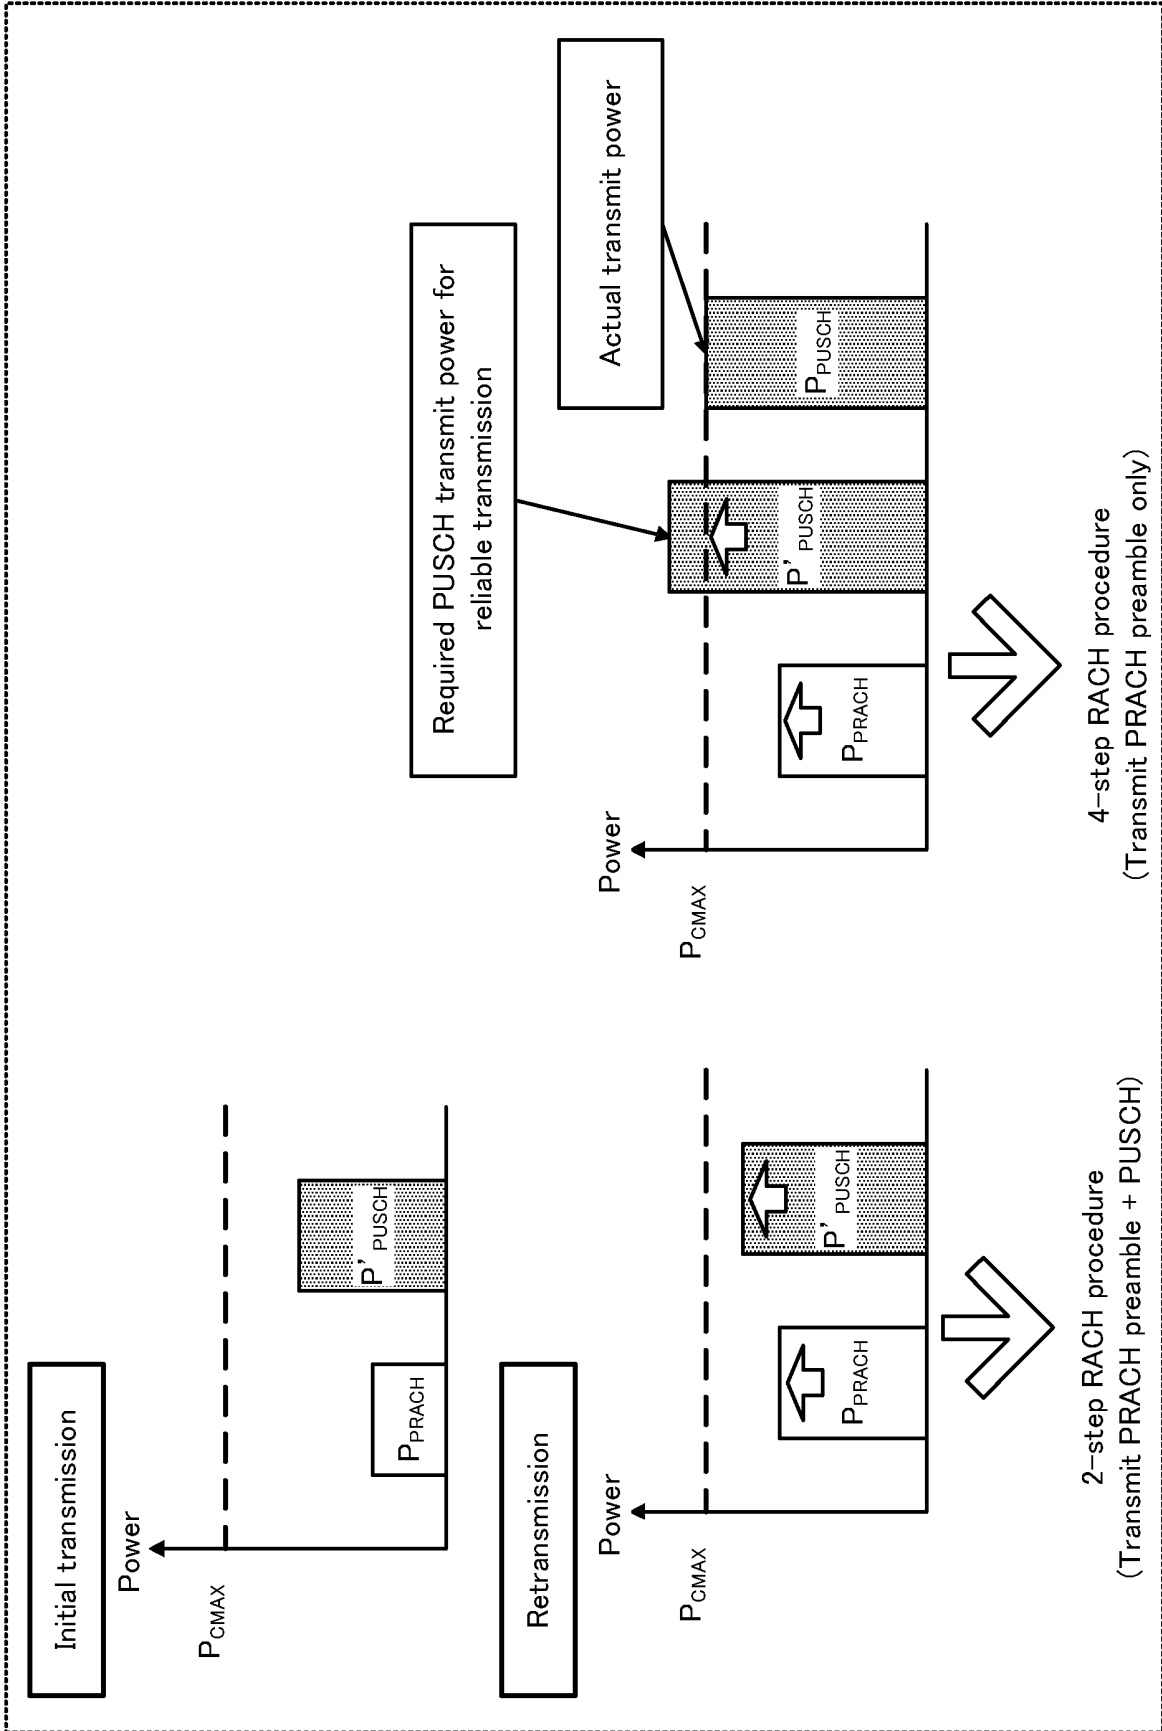 Initial transmission
Power
P_CMAX
P_PRACH
P'_PUSCH
Retransmission
Power
P_CMAX
P_PRACH
P'_PUSCH
2-step RACH procedure
(Transmit PRACH preamble + PUSCH)
Required PUSCH transmit power for
reliable transmission
Actual transmit power
Power
P_CMAX
P_PRACH
P'_PUSCH
P_PUSCH
4-step RACH procedure
(Transmit PRACH preamble only)